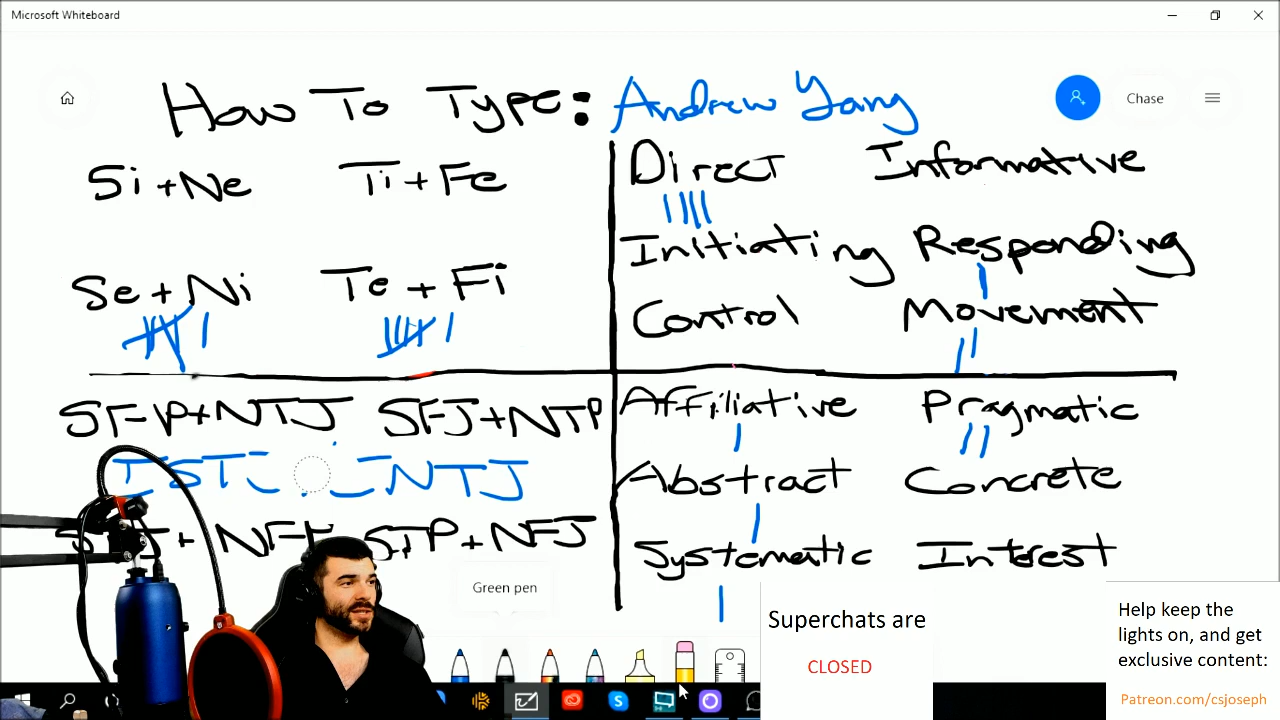 Microsoft Whiteboard
How To Type: Andrew Yang
Chase
Si + Ne Ti + Fe
Se + Ni Te + Fi
Direct Informative
Initiating Responding
Control Movement
SFP + NTJ SFJ + NTP
INTJ
STP + NFJ
Affiliative Pragmatic
Abstract Concrete
Systematic Interest
Green pen
Superchats are
CLOSED
Help keep the
lights on, and get
exclusive content:
Patreon.com/csjoseph